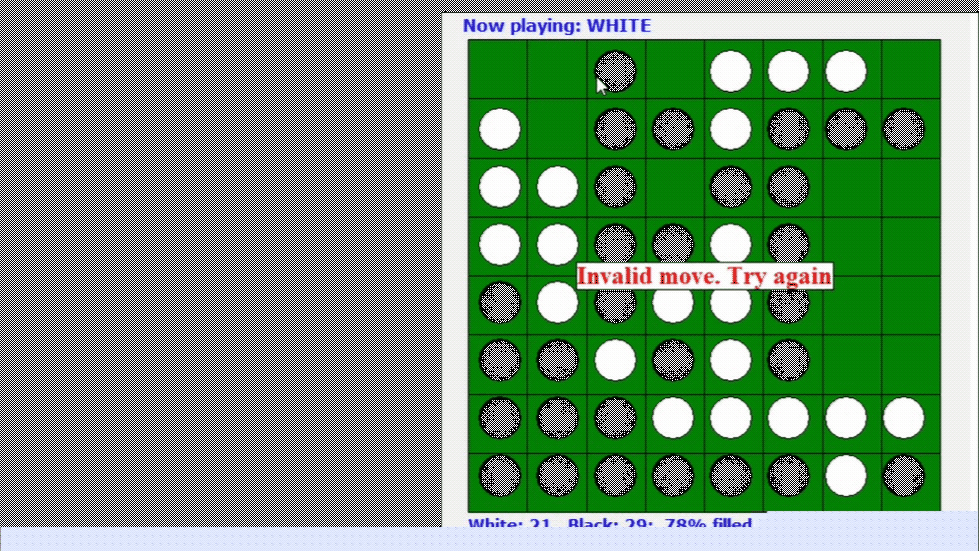 Now playing: WHITE
Invalid move. Try again
White: 21 Black: 29: 78% filled